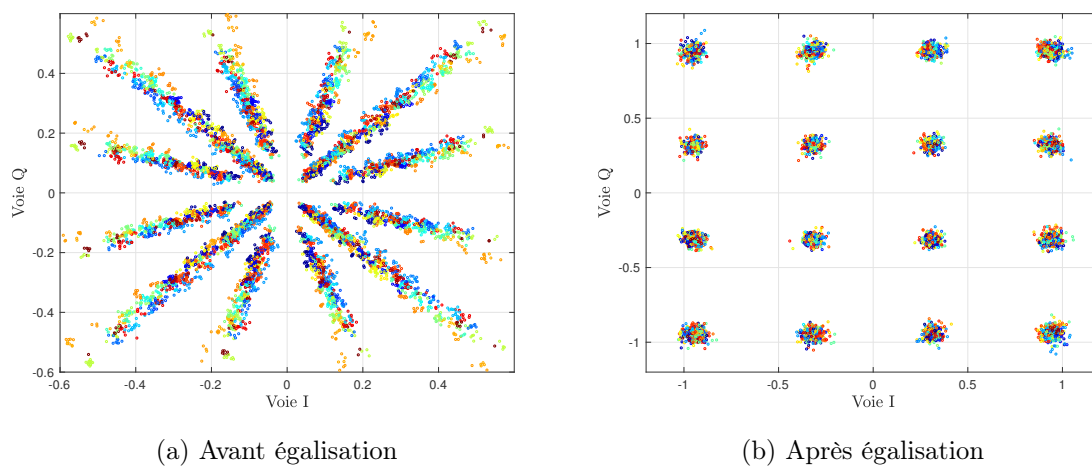 0.4
0.2
0
-0.2
-0.4
-0.6
Voie Q
-0.6 -0.4 -0.2 0 0.2 0.4
Voie I
(a) Avant égalisation
1
0.5
0
-0.5
-1
Voie Q
-1 -0.5 0 0.5 1
Voie I
(b) Après égalisation